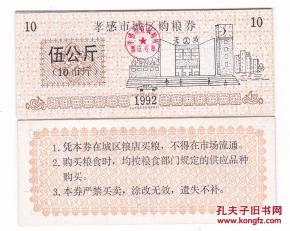 孝感市城区购粮券
10
10
伍公斤
(10市斤)
1992
1.凭本券在城区粮店买粮，不得在市场流通。
2.购买粮食时，均按粮食部门规定的供应品种
购买。
3.本券严禁买卖，涂改无效，遗失不补。
孔夫子旧书网